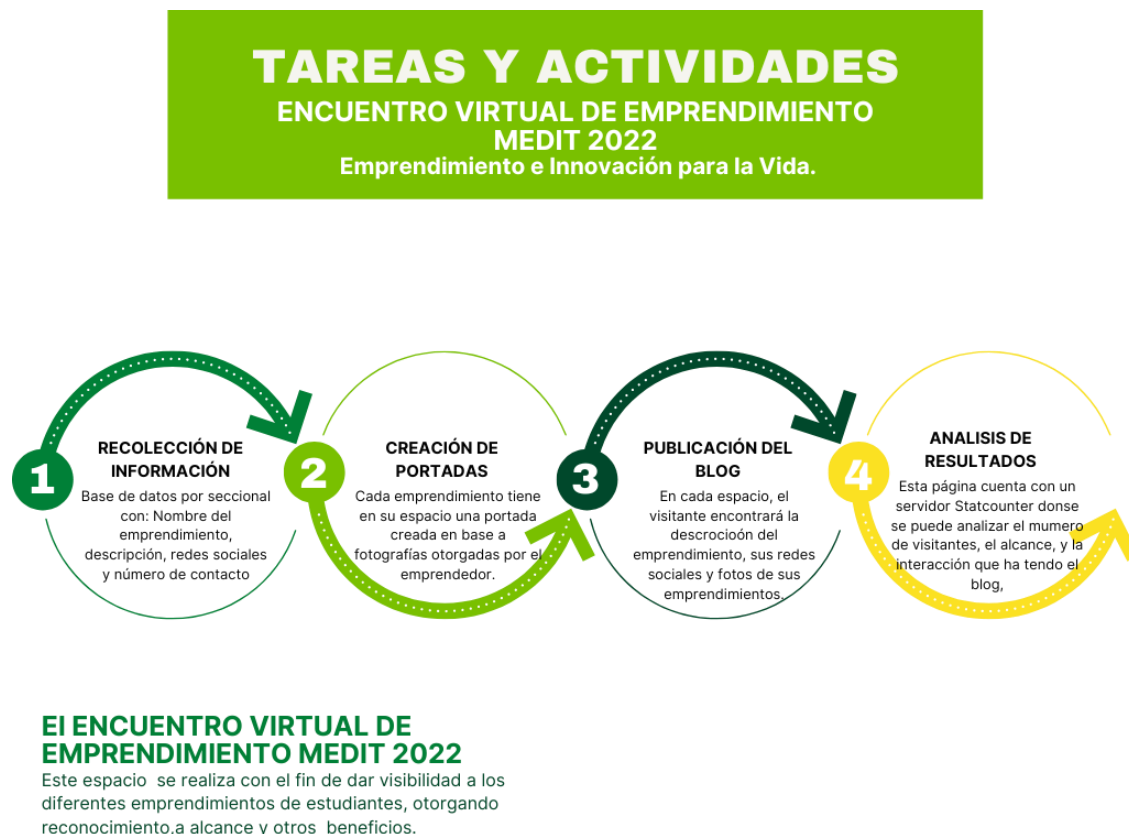 TAREAS Y ACTIVIDADES
ENCUENTRO VIRTUAL DE EMPRENDIMIENTO
MEDIT 2022
Emprendimiento e Innovación para la Vida.
1
RECOLECCIÓN DE
INFORMACIÓN
Base de datos por seccional
con: Nombre del
emprendimiento,
descripción, redes sociales
y número de contacto
2
CREACIÓN DE
PORTADAS
Cada emprendimiento tiene
en su espacio una portada
creada en base a
fotografías otorgadas por el
emprendedor.
3
PUBLICACIÓN DEL
BLOG
En cada espacio, el
visitante encontrará la
descrocioón del
emprendimiento, sus redes
sociales y fotos de sus
emprendimientos.
4
ANALISIS DE
RESULTADOS
Esta página cuenta con un
servidor Statcounter donse
se puede analizar el mumero
de visitantes, el alcance, y la
interacción que ha tendo el
blog,
El ENCUENTRO VIRTUAL DE
EMPRENDIMIENTO MEDIT 2022
Este espacio  se realiza con el fin de dar visibilidad a los
diferentes emprendimientos de estudiantes, otorgando
reconocimiento,a alcance y otros  beneficios.